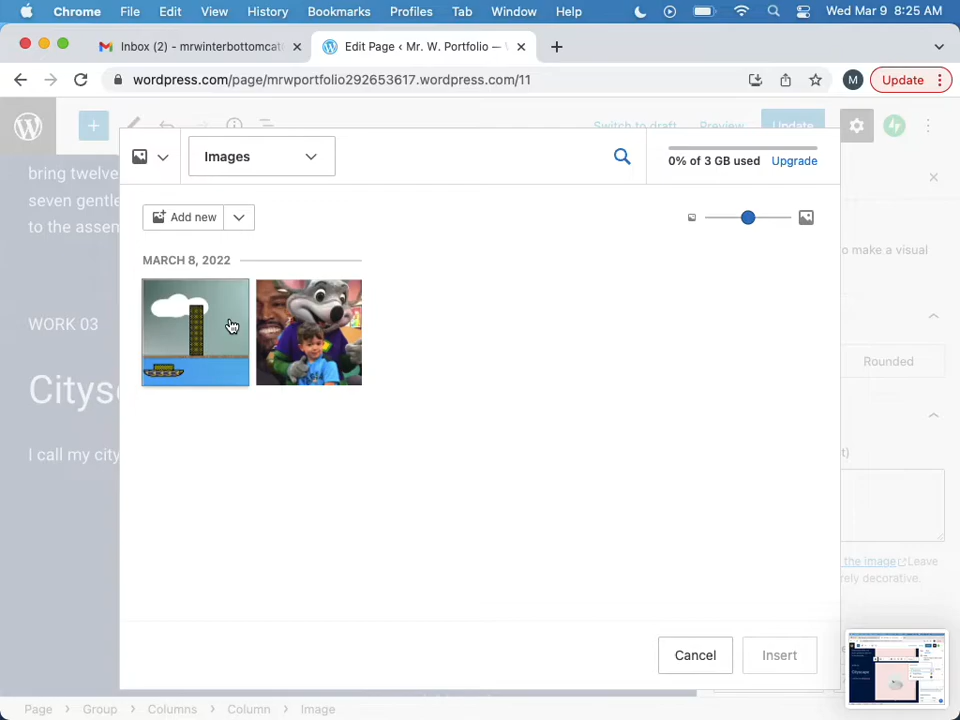 Chrome File Edit View History Bookmarks Profiles Tab Window Help Wed Mar 9 8:25 AM
Inbox (2) - mrwinterbottomcat Edit Page ‹ Mr. W. Portfolio — W
wordpress.com/page/mrwportfolio292653617.wordpress.com/11 M Update
Switch to draft Preview Update
bring twelve
seven gentle
to the assem
WORK 03
Citysc
I call my city
Images
0% of 3 GB used Upgrade
Add new
MARCH 8, 2022
to make a visual
Rounded
t)
the image Leave
rely decorative.
Cancel Insert
Page Group Columns Column Image